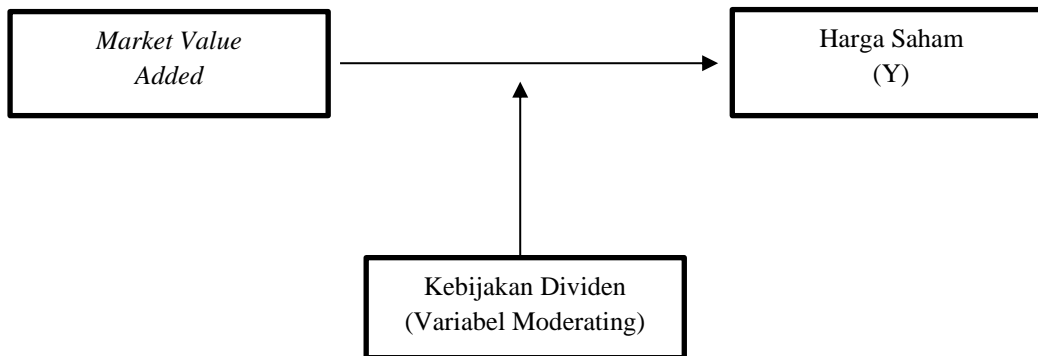 Market Value
Added
Harga Saham
(Y)
Kebijakan Dividen
(Variabel Moderating)